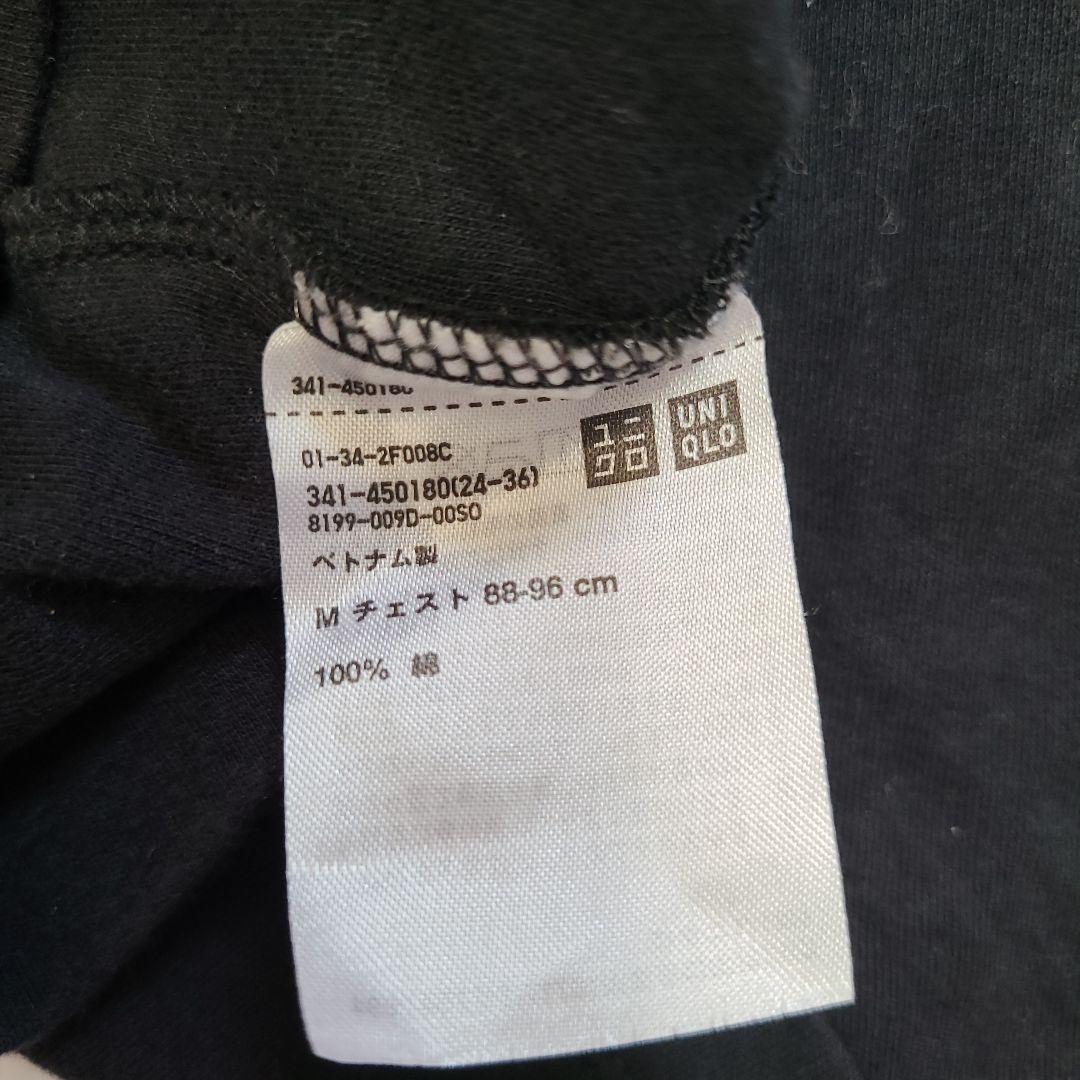 341-450180
ユニ
クロ
UNI
QLO
01-34-2F008C
341-450180(24-36)
8199-009D-00SO
ベトナム製
M チェスト 88-96 cm
100% 綿